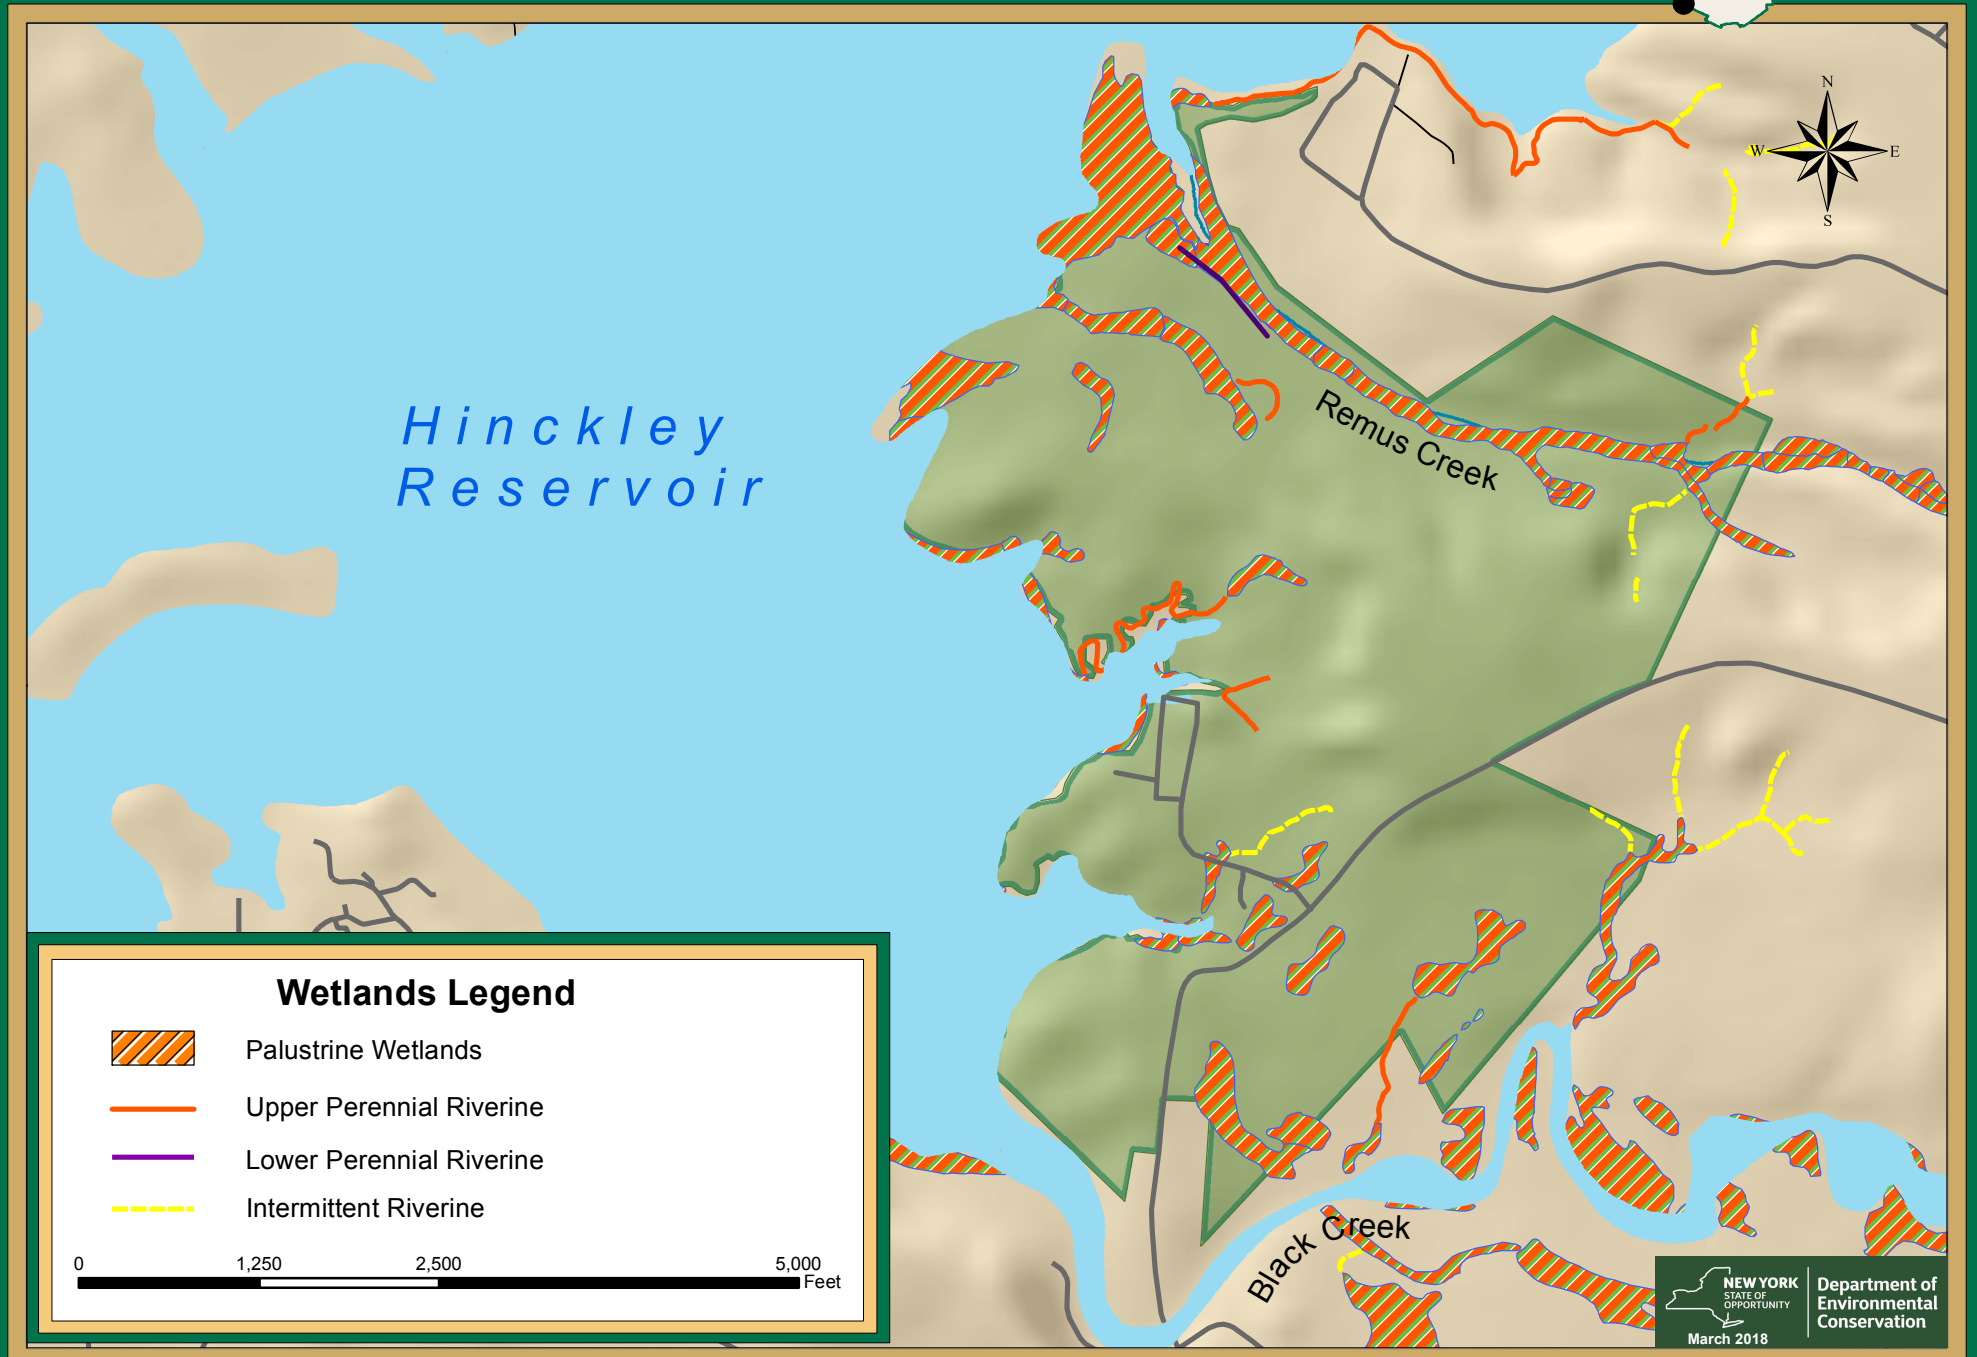 N
W
E
S
Hinckley
Reservoir
Remus Creek
Wetlands Legend
Palustrine Wetlands
Upper Perennial Riverine
Lower Perennial Riverine
Intermittent Riverine
0 1,250 2,500 5,000
Feet
Black Creek
NEW YORK
STATE OF
OPPORTUNITY
Department of
Environmental
Conservation
March 2018